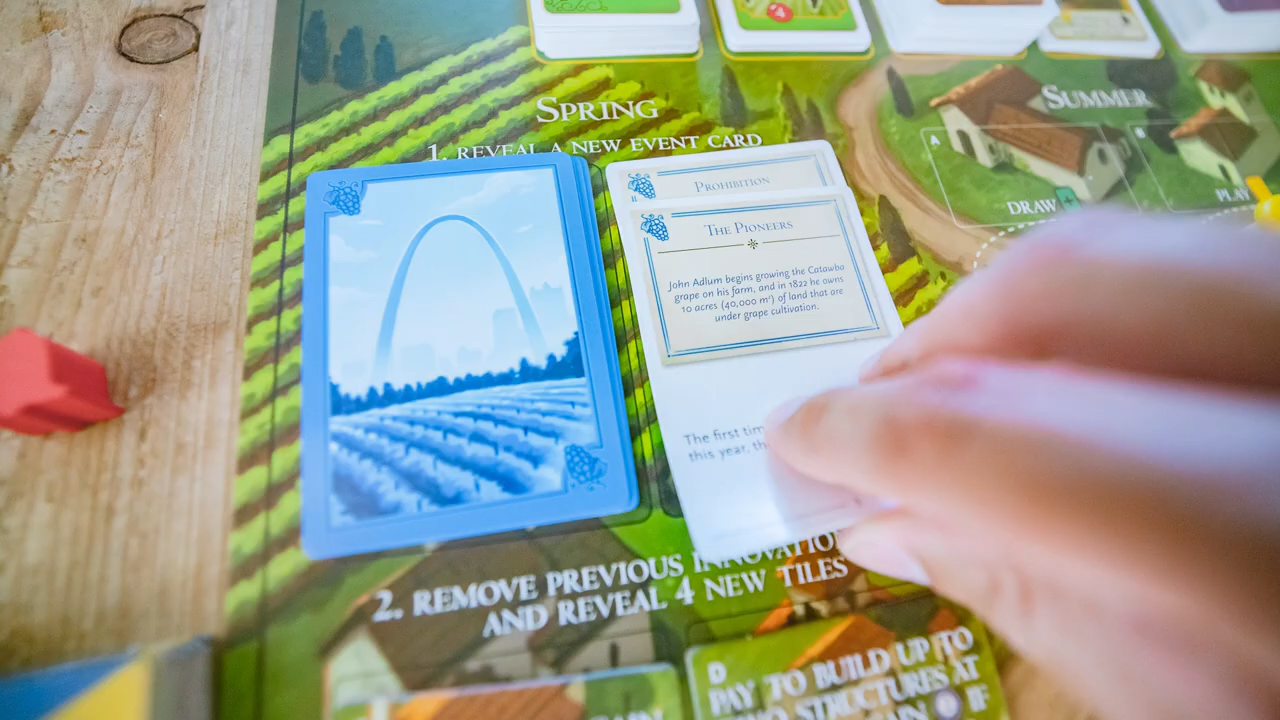 SPRING
1. REVEAL A NEW EVENT CARD
SUMMER
A
B
DRAW
PLAY
PROHIBITION
II
THE PIONEERS
John Adlum begins growing the Catawba
grape on his farm, and in 1822 he owns
10 acres (40,000 m²) of land that are
under grape cultivation.
The first tim
this year, th
2. REMOVE PREVIOUS INNOVATIO
AND REVEAL 4 NEW TILES
D
PAY TO BUILD UP TO
TWO STRUCTURES AT
GAIN
IF